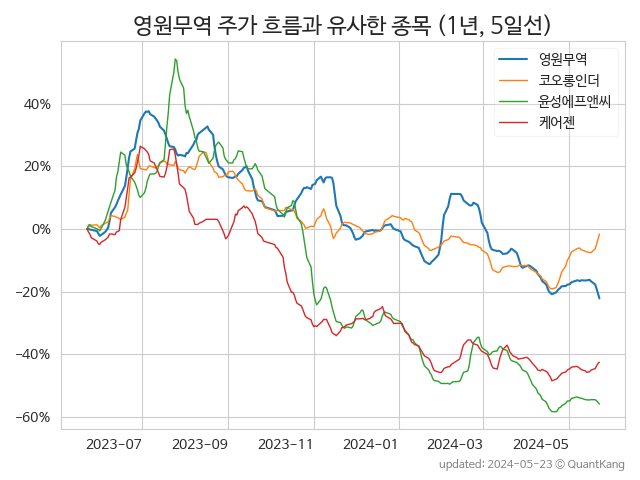 영원무역 주가 흐름과 유사한 종목 (1년, 5일선)
영원무역
코오롱인더
윤성에프앤씨
케어젠
40%
20%
0%
−20%
−40%
−60%
2023-07 2023-09 2023-11 2024-01 2024-03 2024-05
updated: 2024-05-23 © QuantKang